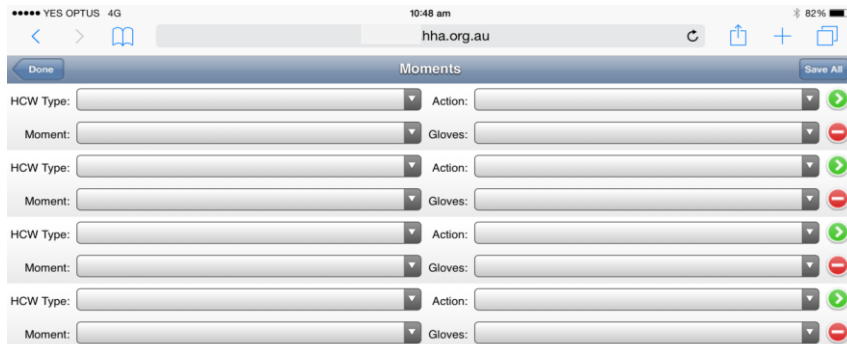 YES OPTUS 4G 10:48 am 82%
hha.org.au
Done Moments Save All
HCW Type: Action:
Moment: Gloves:
HCW Type: Action:
Moment: Gloves:
HCW Type: Action:
Moment: Gloves:
HCW Type: Action:
Moment: Gloves: